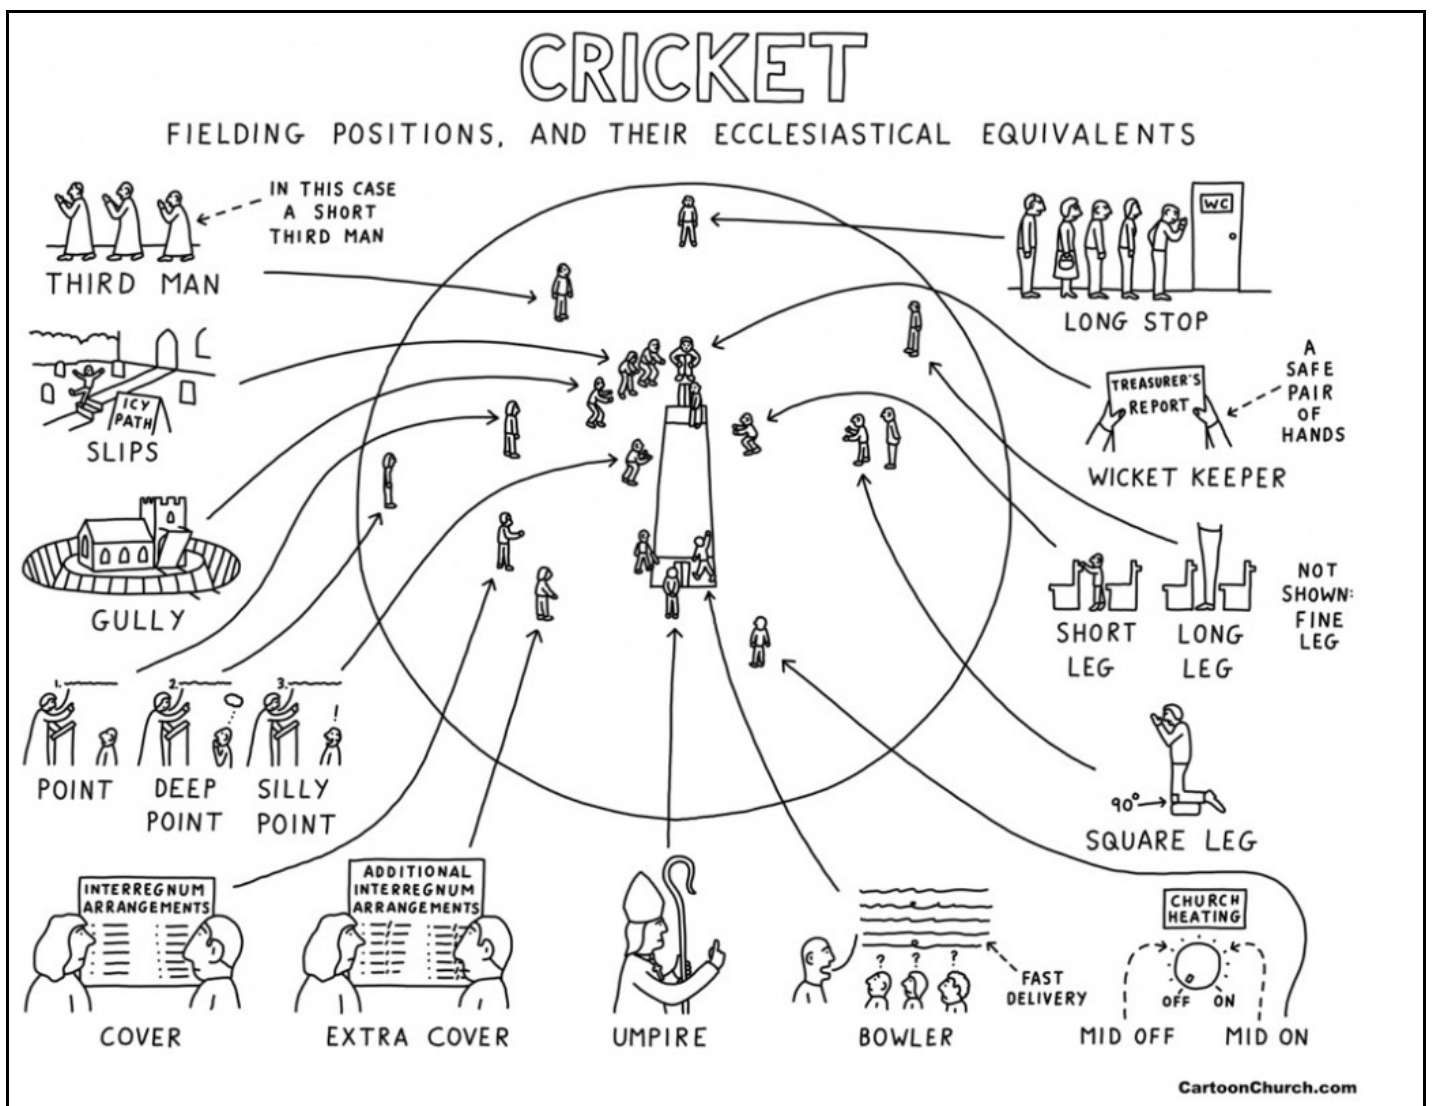 CRICKET
FIELDING POSITIONS, AND THEIR ECCLESIASTICAL EQUIVALENTS
IN THIS CASE
A SHORT
THIRD MAN
THIRD MAN
WC
LONG STOP
ICY
PATH
SLIPS
TREASURER'S
REPORT
A
SAFE
PAIR
OF
HANDS
WICKET KEEPER
GULLY
SHORT
LEG
LONG
LEG
NOT
SHOWN:
FINE
LEG
1.
2.
3.
!
POINT
DEEP
POINT
SILLY
POINT
90°
SQUARE LEG
INTERREGNUM
ARRANGEMENTS
COVER
ADDITIONAL
INTERREGNUM
ARRANGEMENTS
EXTRA COVER
UMPIRE
? ? ?
FAST
DELIVERY
BOWLER
CHURCH
HEATING
OFF ON
MID OFF MID ON
CartoonChurch.com